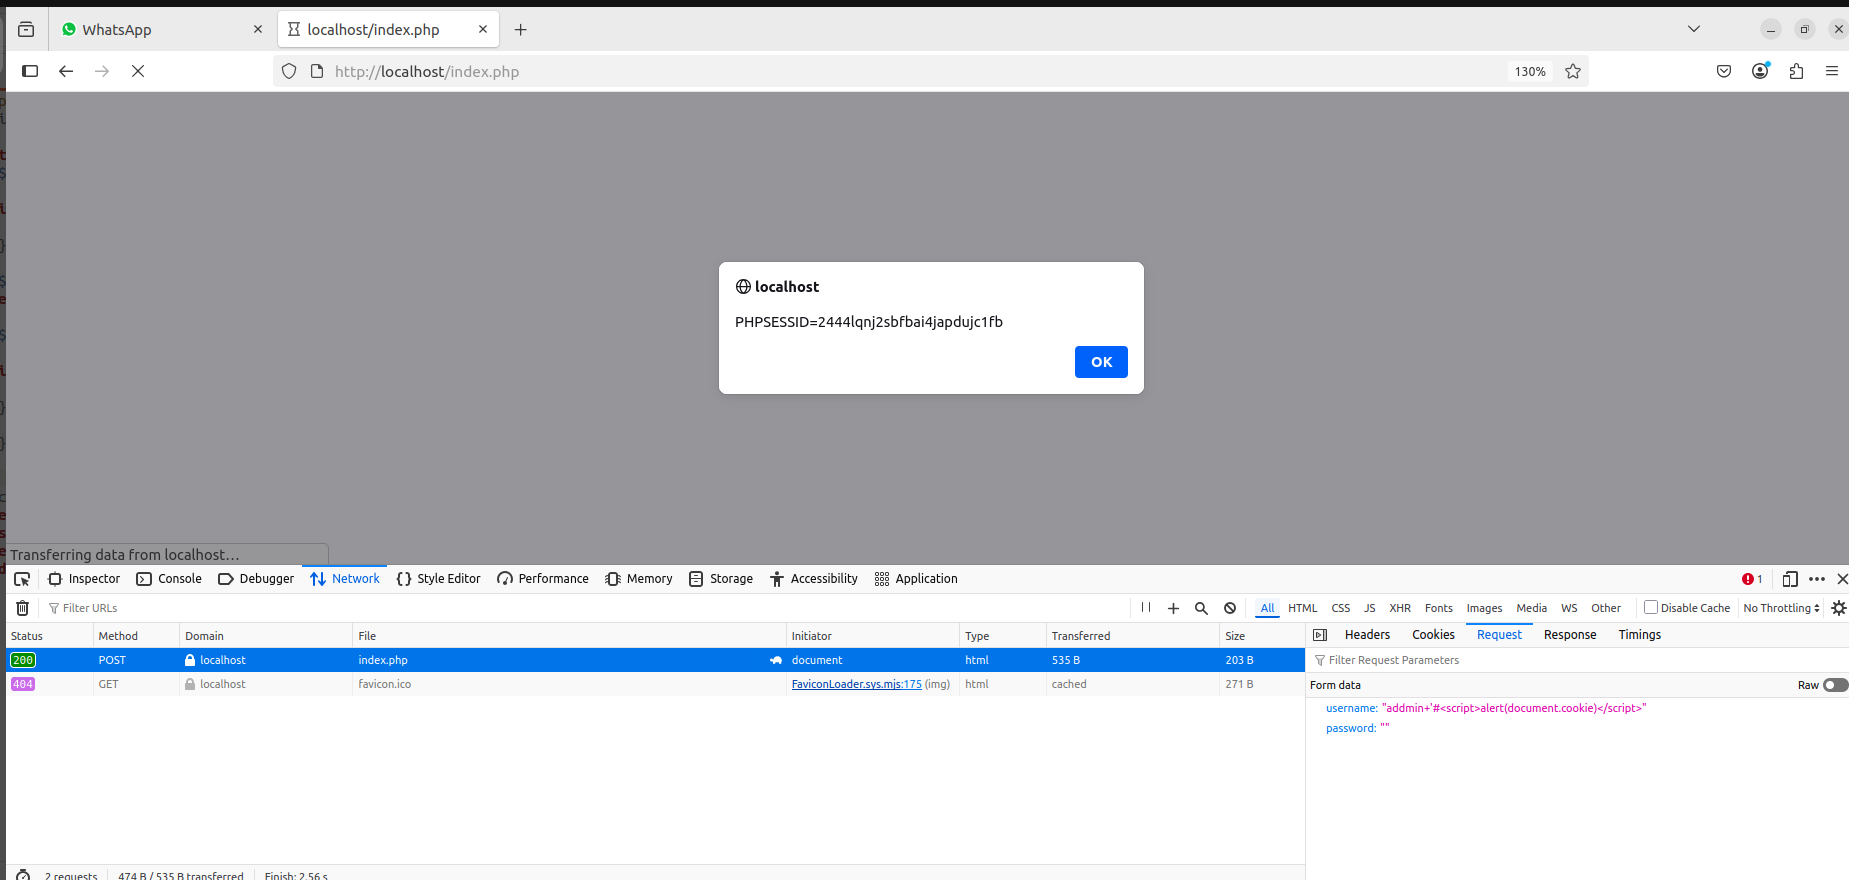 WhatsApp
localhost/index.php
http://localhost/index.php
130%
localhost
PHPSESSID=2444lqnj2sbfbai4japdujc1fb
OK
Transferring data from localhost…
Inspector Console Debugger Network Style Editor Performance Memory Storage Accessibility Application 1
Filter URLs All HTML CSS JS XHR Fonts Images Media WS Other Disable Cache No Throttling
Status Method Domain File Initiator Type Transferred Size
200 POST localhost index.php document html 535 B 203 B
404 GET localhost favicon.ico FaviconLoader.sys.mjs:175 (img) html cached 271 B
Headers Cookies Request Response Timings
Filter Request Parameters
Form data Raw
username: "addmin+'#<script>alert(document.cookie)</script>"
password: ""
2 requests 474 B / 535 B transferred Finish: 2.56 s